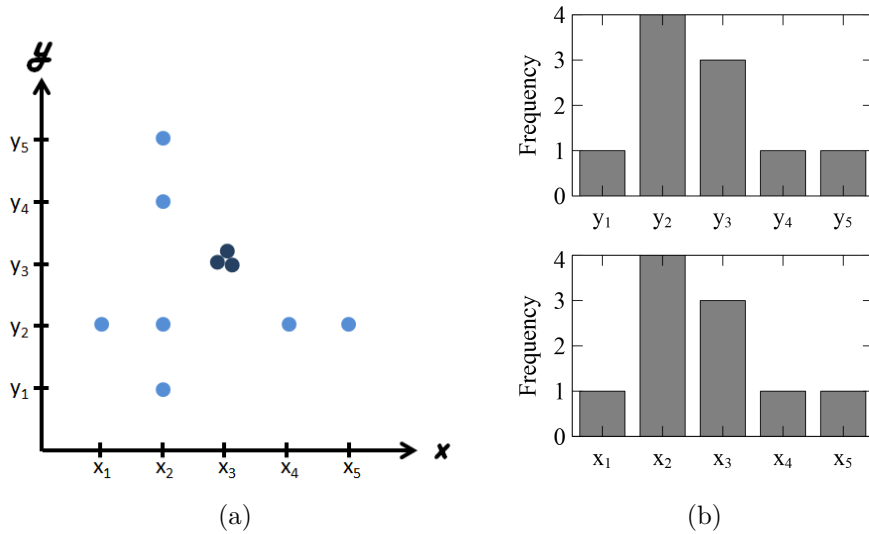 y
y₅
y₄
y₃
y₂
y₁
x₁ x₂ x₃ x₄ x₅
x
(a)
Frequency
4
3
2
1
0
y₁ y₂ y₃ y₄ y₅
Frequency
4
3
2
1
0
x₁ x₂ x₃ x₄ x₅
(b)